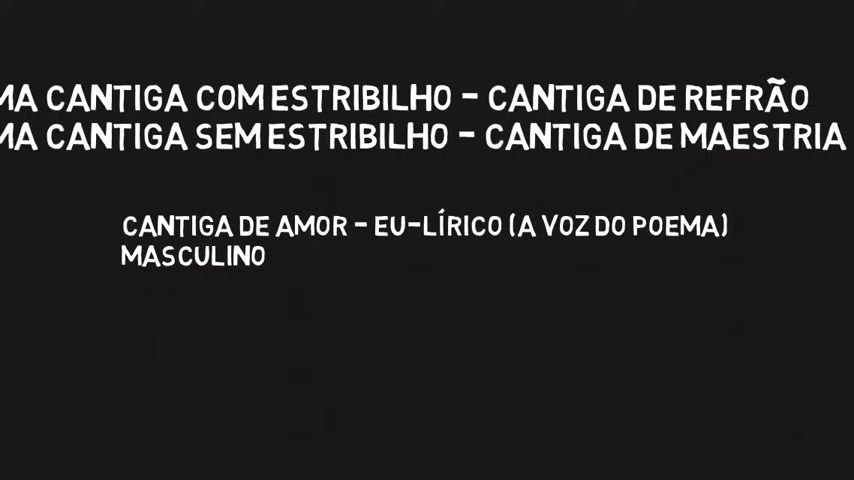 MA CANTIGA COM ESTRIBILHO - CANTIGA DE REFRÃO
MA CANTIGA SEM ESTRIBILHO - CANTIGA DE MAESTRIA
CANTIGA DE AMOR - EU-LÍRICO (A VOZ DO POEMA)
MASCULINO